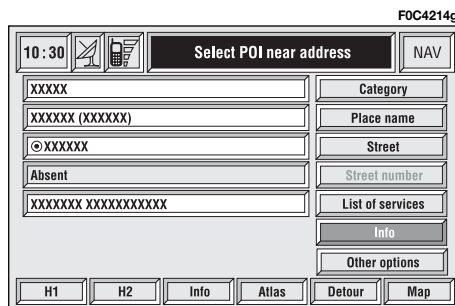 F0C4214g
10:30 Select POI near address NAV
XXXXX Category
XXXXXX (XXXXXX) Place name
XXXXXX Street
Absent Street number
XXXXXXX XXXXXXXXXXX List of services
Info
Other options
H1 H2 Info Atlas Detour Map